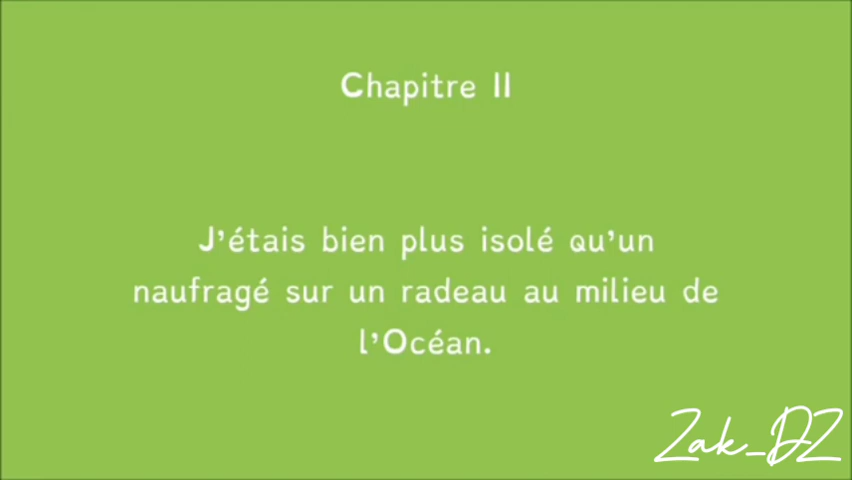 Chapitre II
J'étais bien plus isolé qu'un
naufragé sur un radeau au milieu de
l'Océan.
Zak_DZ